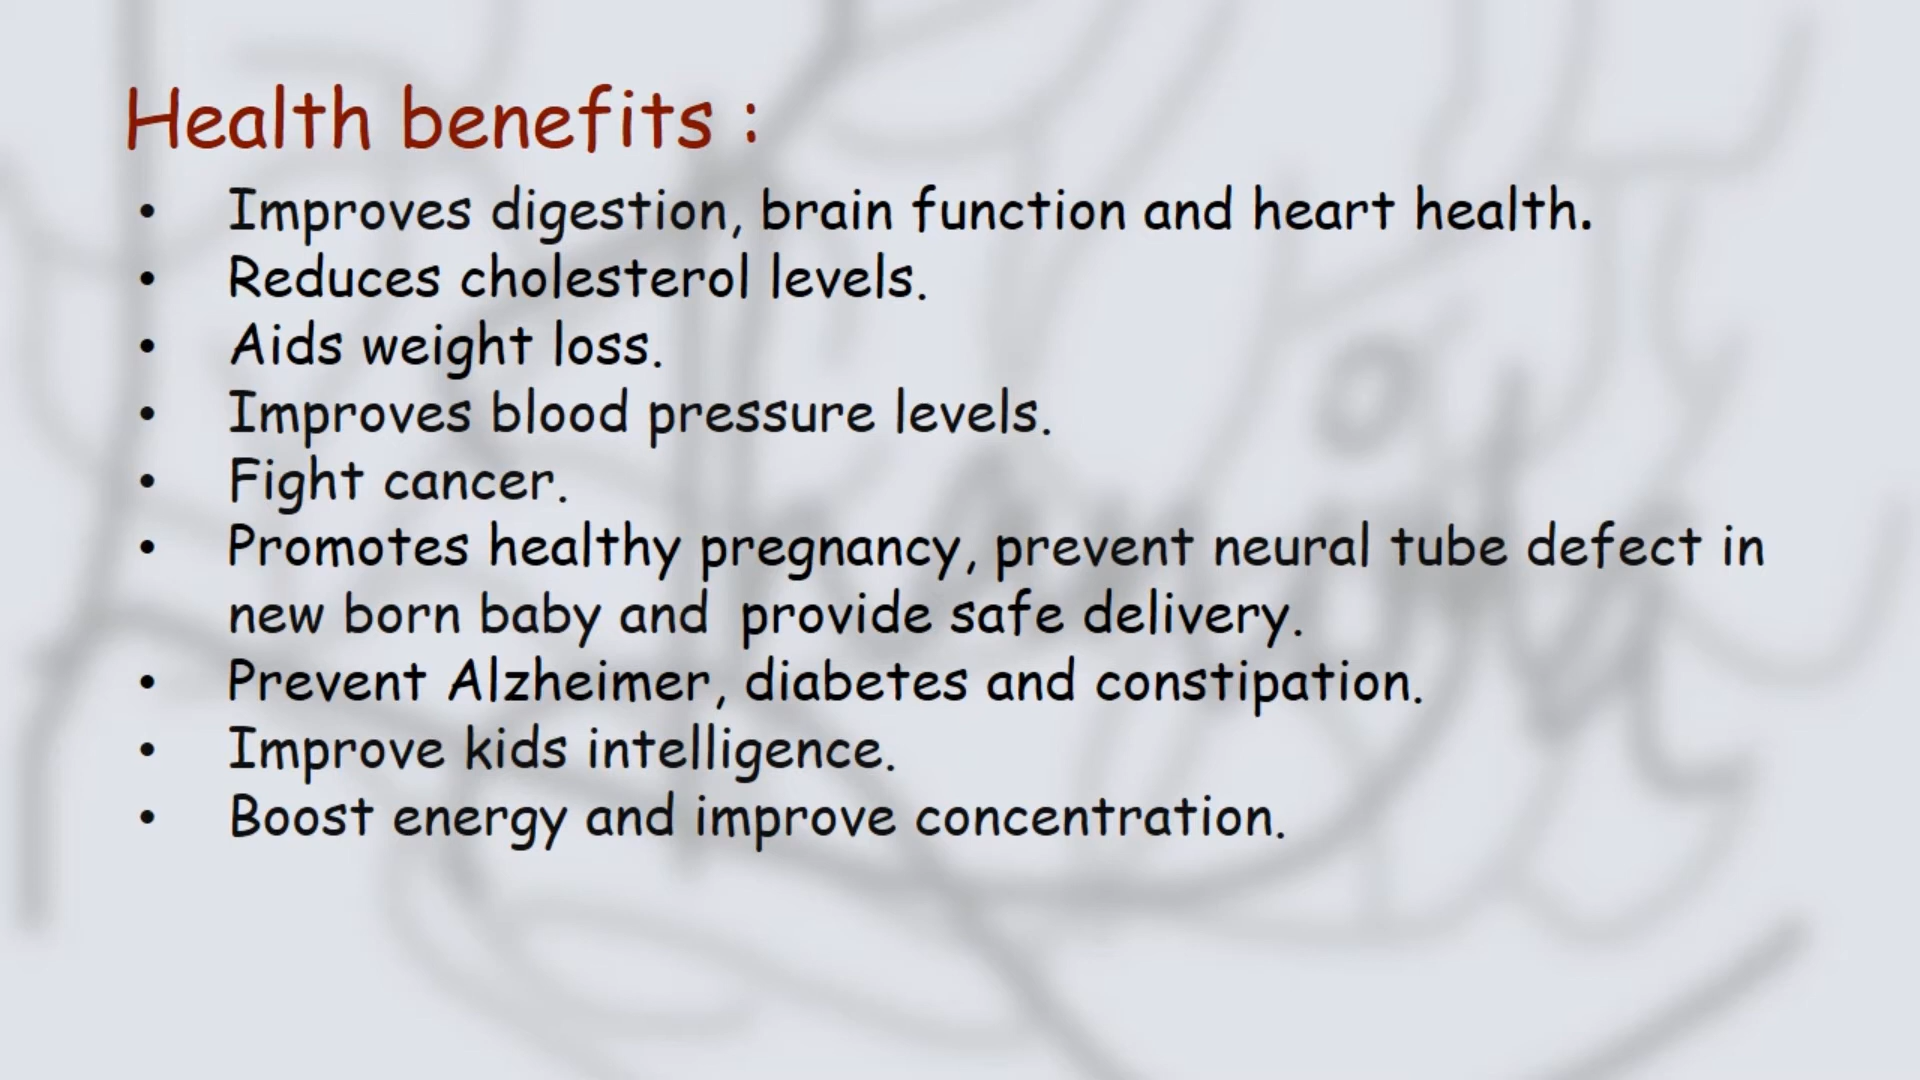 Health benefits :
• Improves digestion, brain function and heart health.
• Reduces cholesterol levels.
• Aids weight loss.
• Improves blood pressure levels.
• Fight cancer.
• Promotes healthy pregnancy, prevent neural tube defect in
new born baby and  provide safe delivery.
• Prevent Alzheimer, diabetes and constipation.
• Improve kids intelligence.
• Boost energy and improve concentration.